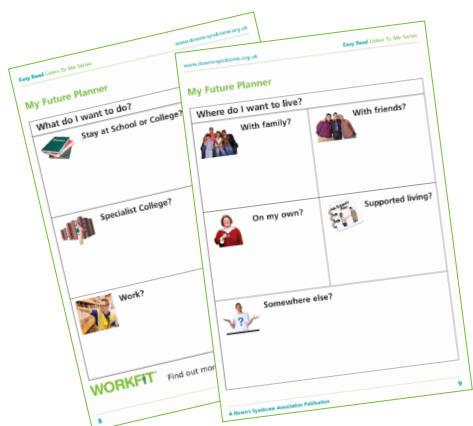 www.downs-syndrome.org.uk
Easy Read Listen To Me Series
My Future Planner
What do I want to do?
Stay at School or College?
Specialist College?
Work?
WORKFIT
Find out mor
8
www.downs-syndrome.org.uk
Easy Read Listen To Me Series
My Future Planner
Where do I want to live?
With family?
With friends?
On my own?
Supported living?
Somewhere else?
?
A Down's Syndrome Association Publication
9